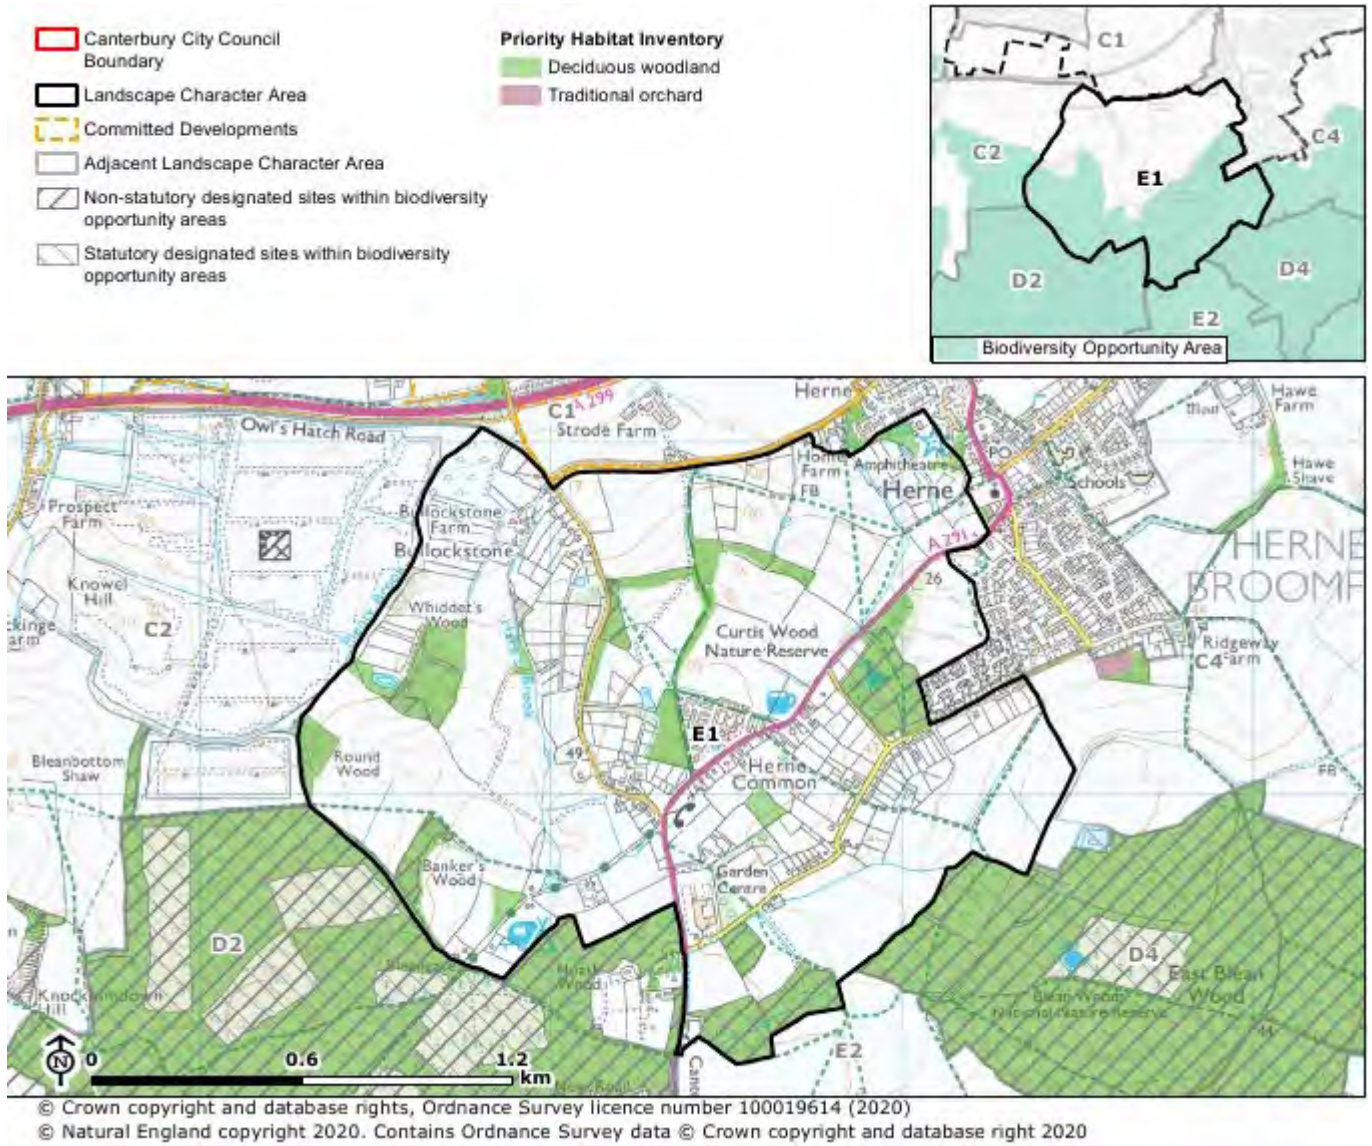 Canterbury City Council
Boundary
Landscape Character Area
Committed Developments
Adjacent Landscape Character Area
Non-statutory designated sites within biodiversity
opportunity areas
Statutory designated sites within biodiversity
opportunity areas
Priority Habitat Inventory
Deciduous woodland
Traditional orchard
C1
C2
C4
E1
D2
D4
E2
Biodiversity Opportunity Area
Herne
Hawe
Farm
A 299
C1
Owl's Hatch Road
Strode Farm
Moat
Home
Farm
FB
Amphitheatre
Herne
PO
Schools
Hawe
Shave
Prospect
Farm
Bullockstone
Farm
Bullockstone
A 291
HERNE
26
Knowel
Hill
C2
Whiddet's
Wood
Curtis Wood
Nature Reserve
Ridgeway
Farm
C4
Brook
E1
49
Herne
Common
Bleanbottom
Shaw
Round
Wood
FB
Banker's
Wood
Garden
Centre
D2
D4
East Blean
Wood
Blean Woods
National Nature Reserve
44
Wood
Hill
E2
N
0
0.6
1.2
km
© Crown copyright and database rights, Ordnance Survey licence number 100019614 (2020)
© Natural England copyright 2020. Contains Ordnance Survey data © Crown copyright and database right 2020